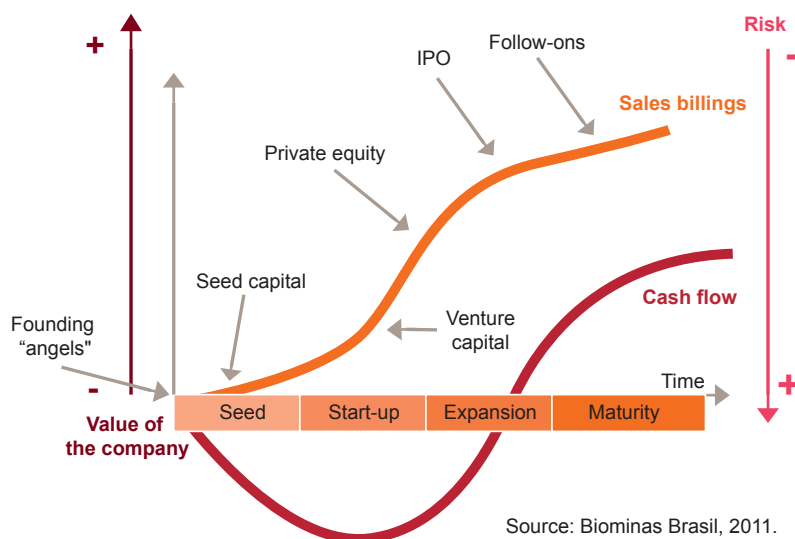 Risk
+
-
Follow-ons
IPO
Sales billings
Private equity
Seed capital
Cash flow
Venture
capital
Founding
“angels"
Time
-
+
Seed
Start-up
Expansion
Maturity
Value of
the company
Source: Biominas Brasil, 2011.